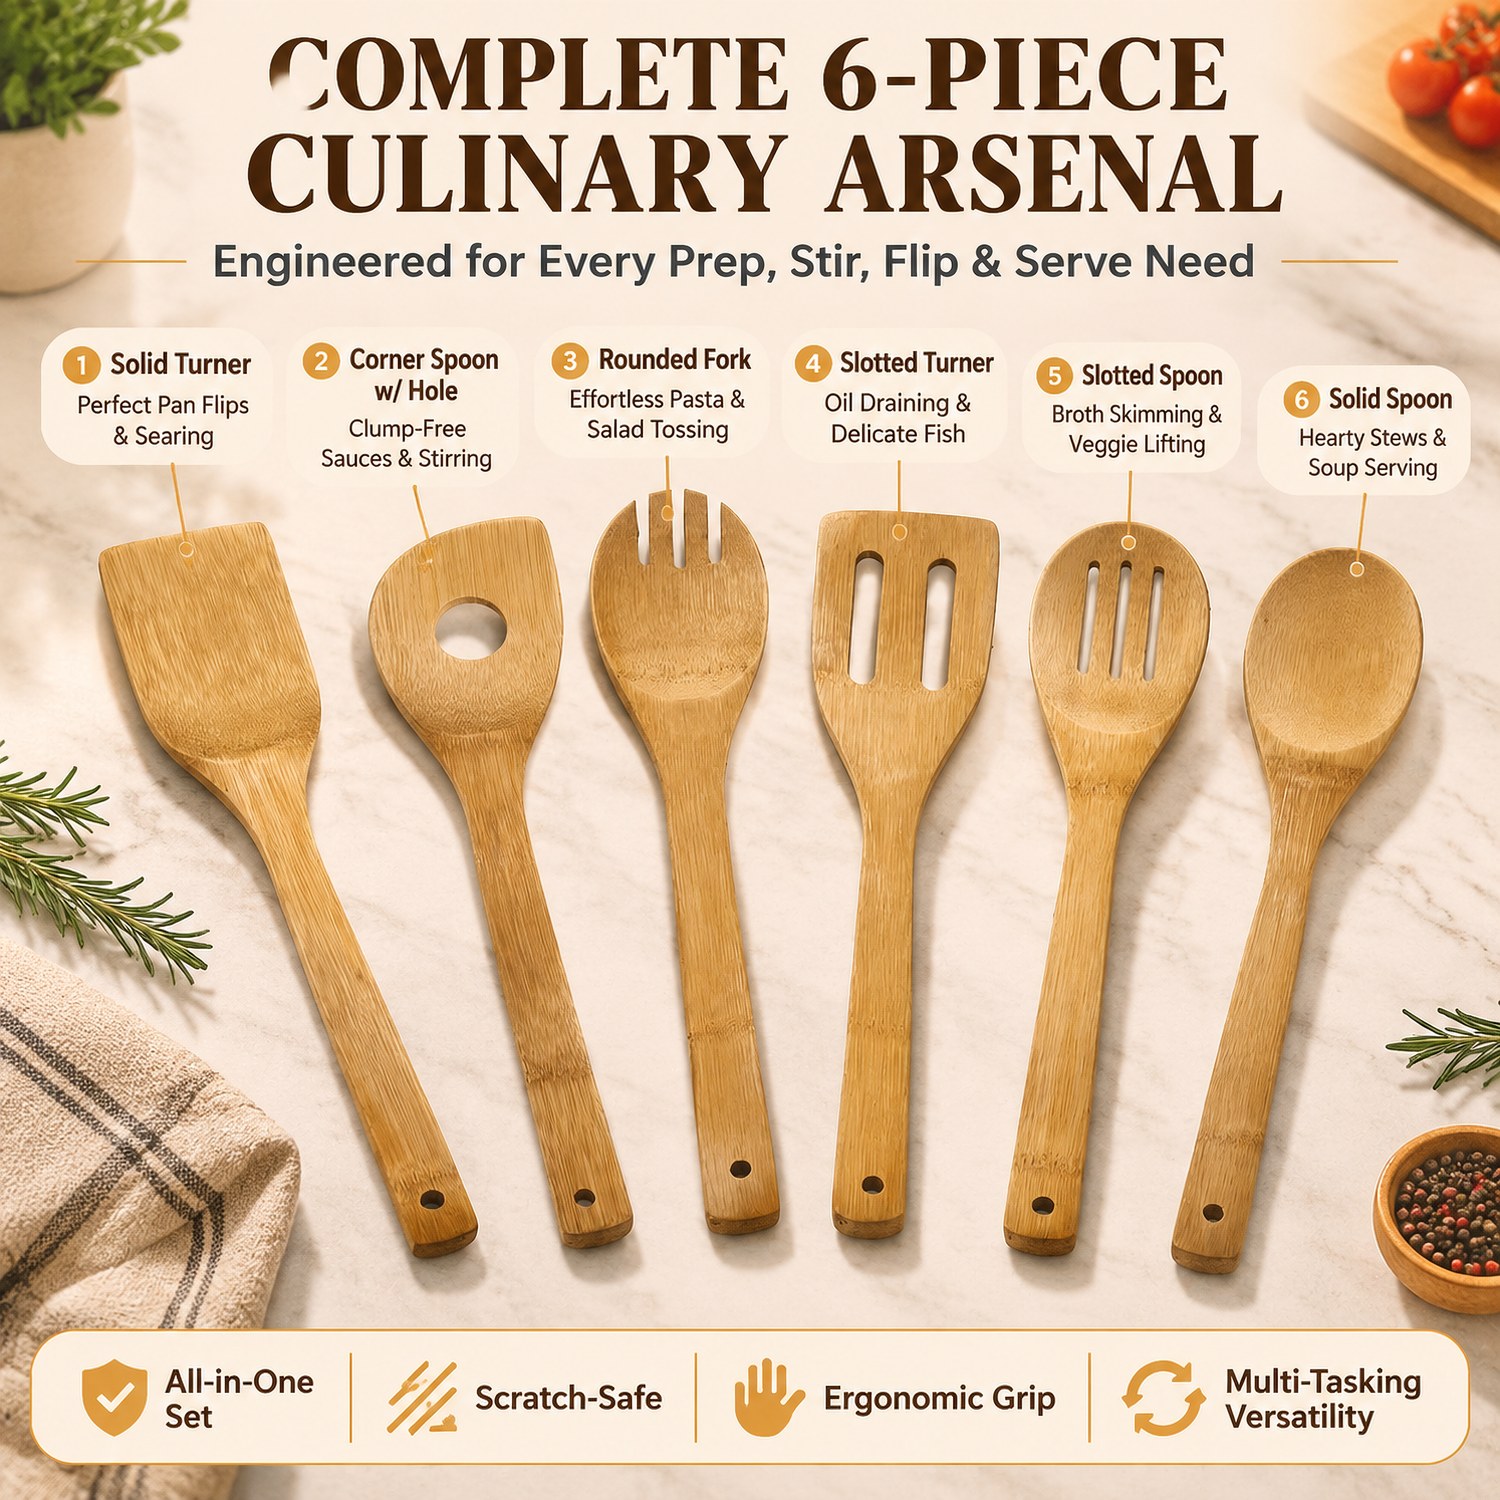 COMPLETE 6-PIECE
CULINARY ARSENAL
Engineered for Every Prep, Stir, Flip & Serve Need
1 Solid Turner
Perfect Pan Flips
& Searing
2 Corner Spoon
w/ Hole
Clump-Free
Sauces & Stirring
3 Rounded Fork
Effortless Pasta &
Salad Tossing
4 Slotted Turner
Oil Draining &
Delicate Fish
5 Slotted Spoon
Broth Skimming &
Veggie Lifting
6 Solid Spoon
Hearty Stews &
Soup Serving
All-in-One
Set
Scratch-Safe
Ergonomic Grip
Multi-Tasking
Versatility